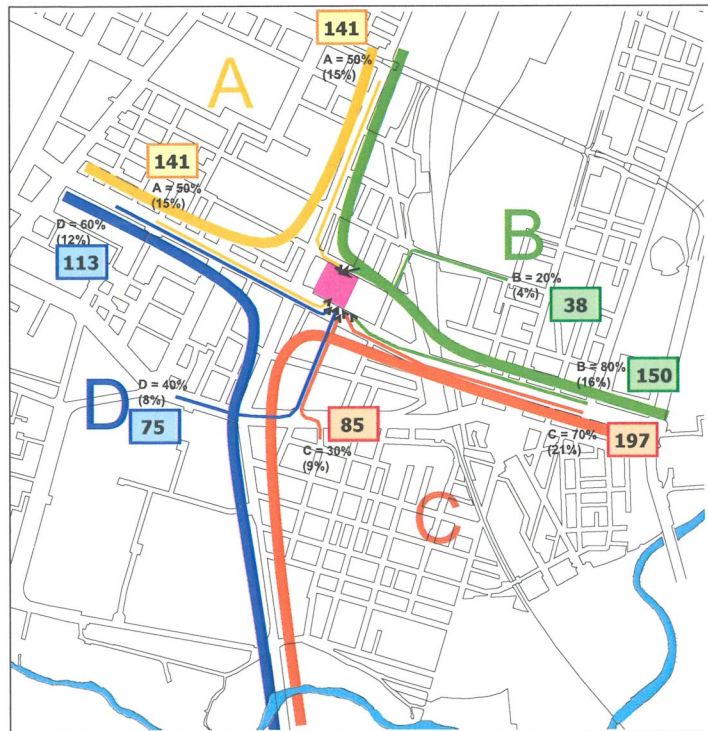 141
A = 50%
(15%)
A
141
A = 50%
(15%)
D = 60%
(12%)
113
B
B = 20%
(4%)
38
B = 80%
(16%)
150
D = 40%
(8%)
D
75
85
C = 30%
(9%)
C = 70%
(21%)
197
C